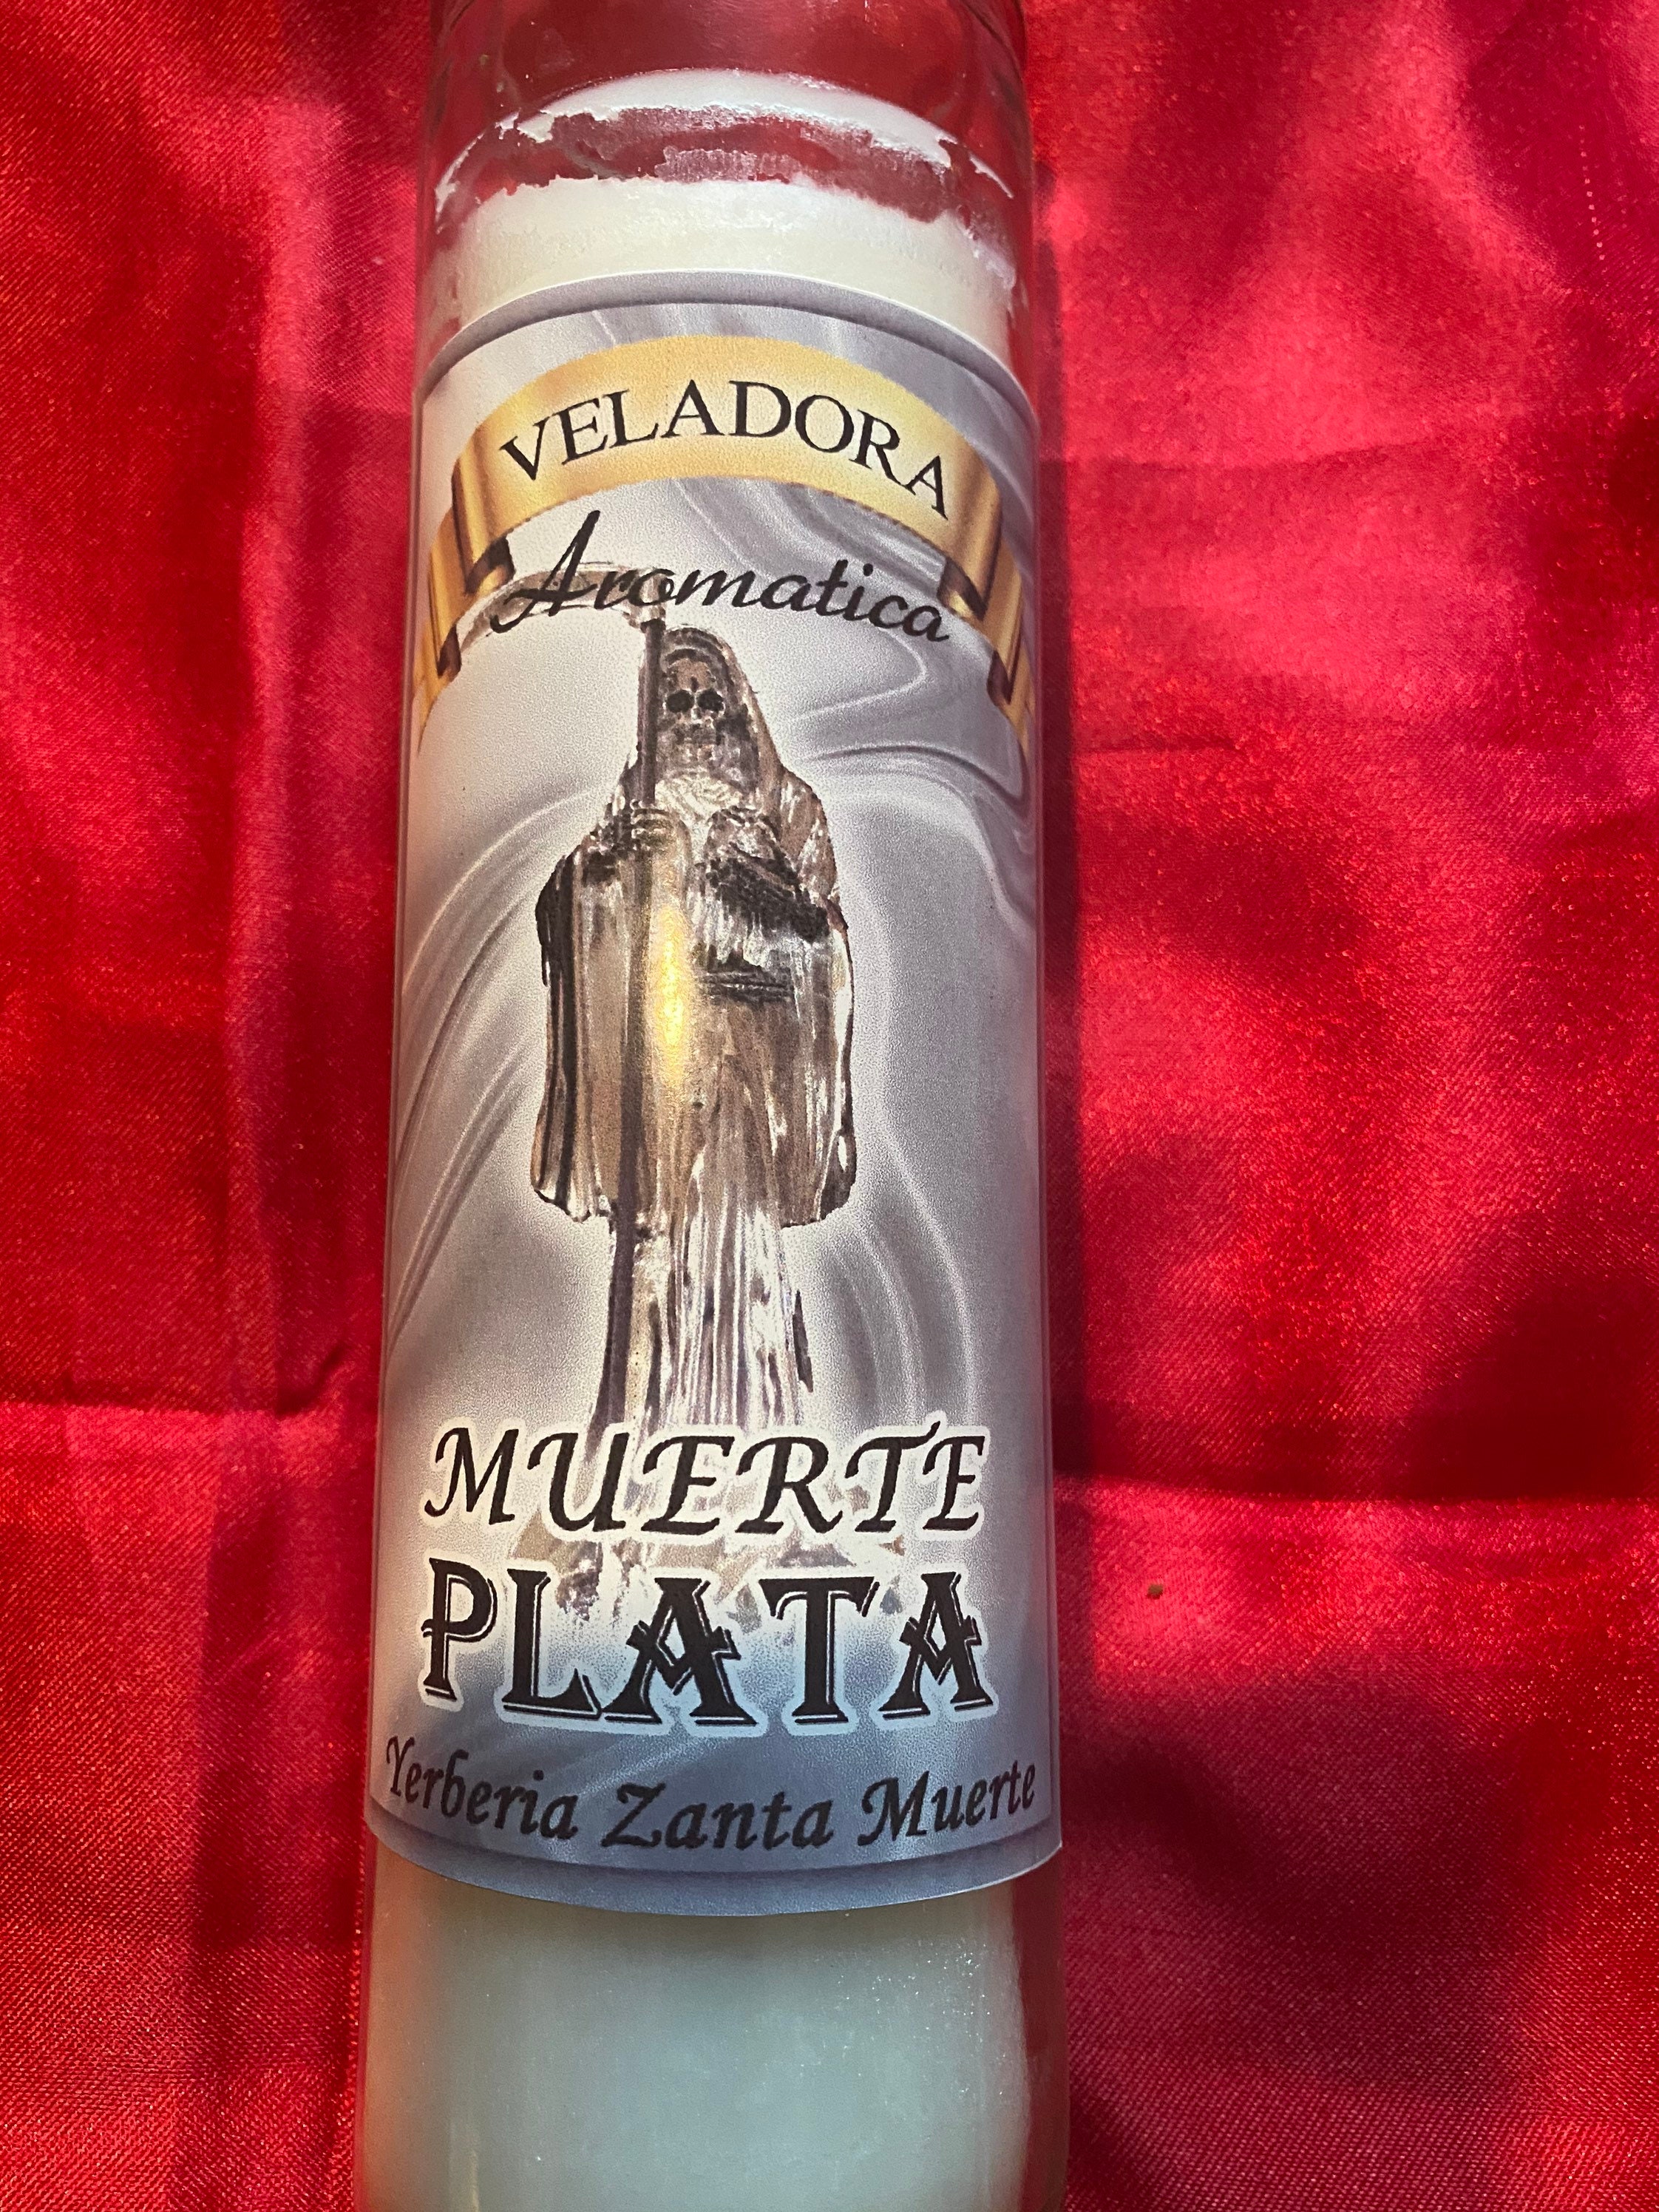 VELADORA
Aromatica
MUERTE
PLATA
Yerberia Zanta Muerte